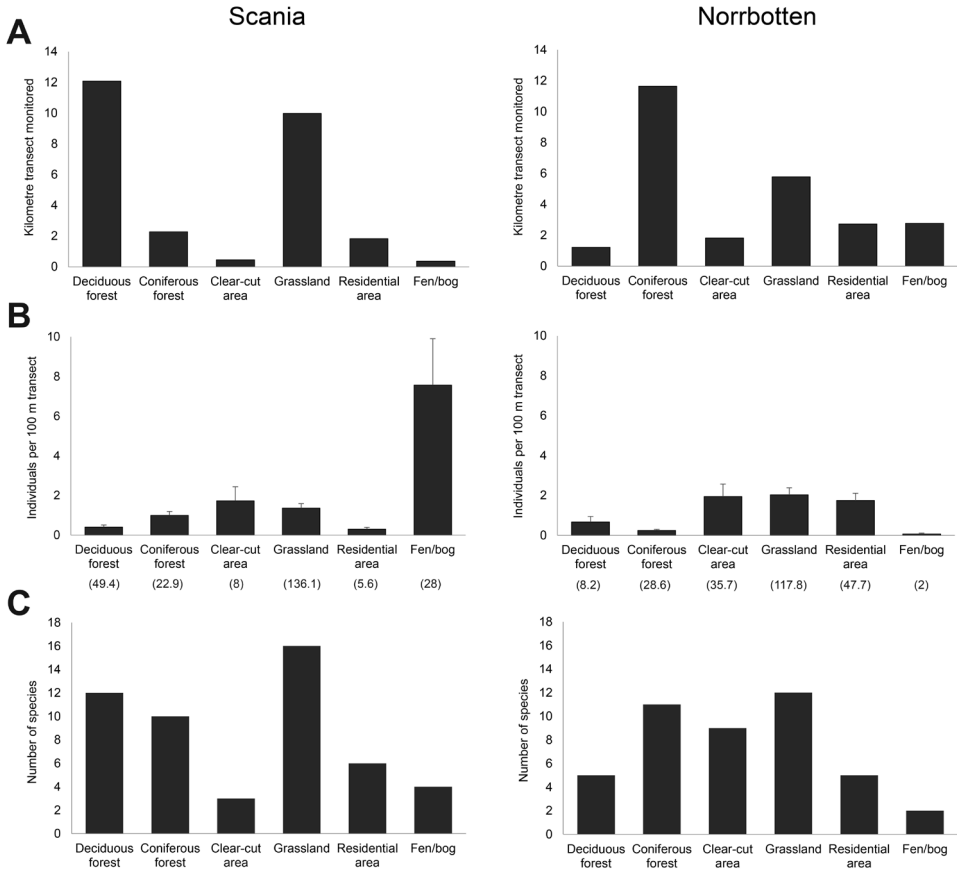 Scania
Norrbotten
A
Kilometre transect monitored
14
12
10
8
6
4
2
0
Deciduous forest
Coniferous forest
Clear-cut area
Grassland
Residential area
Fen/bog
Kilometre transect monitored
14
12
10
8
6
4
2
0
Deciduous forest
Coniferous forest
Clear-cut area
Grassland
Residential area
Fen/bog
B
Individuals per 100 m transect
10
8
6
4
2
0
Deciduous forest
Coniferous forest
Clear-cut area
Grassland
Residential area
Fen/bog
(49.4)
(22.9)
(8)
(136.1)
(5.6)
(28)
Individuals per 100 m transect
10
8
6
4
2
0
Deciduous forest
Coniferous forest
Clear-cut area
Grassland
Residential area
Fen/bog
(8.2)
(28.6)
(35.7)
(117.8)
(47.7)
(2)
C
Number of species
18
16
14
12
10
8
6
4
2
0
Deciduous forest
Coniferous forest
Clear-cut area
Grassland
Residential area
Fen/bog
Number of species
18
16
14
12
10
8
6
4
2
0
Deciduous forest
Coniferous forest
Clear-cut area
Grassland
Residential area
Fen/bog